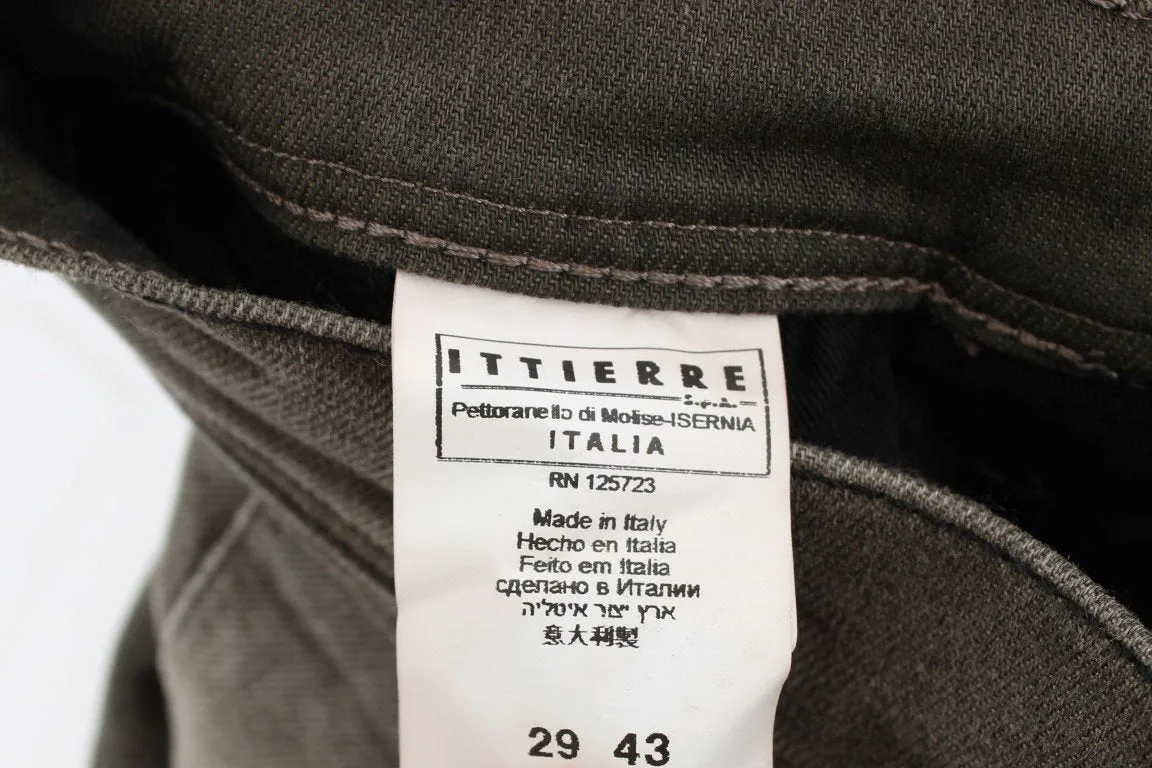 ITTIERRE
S.p.A.
Pettoranello di Molise-ISERNIA
ITALIA
RN 125723
Made in Italy
Hecho en Italia
Feito em Italia
сделано в Италии
ארץ ייצור איטליה
意大利製
29 43